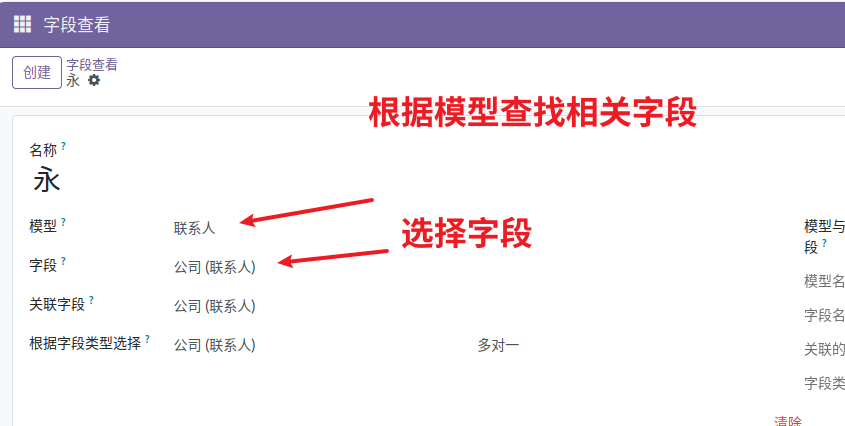 字段查看
创建
字段查看
永
根据模型查找相关字段
名称 ?
永
模型 ?
联系人
选择字段
字段 ?
公司 (联系人)
关联字段 ?
公司 (联系人)
根据字段类型选择 ?
公司 (联系人)
多对一
模型与
段 ?
模型名
字段名
关联的
字段类
清除